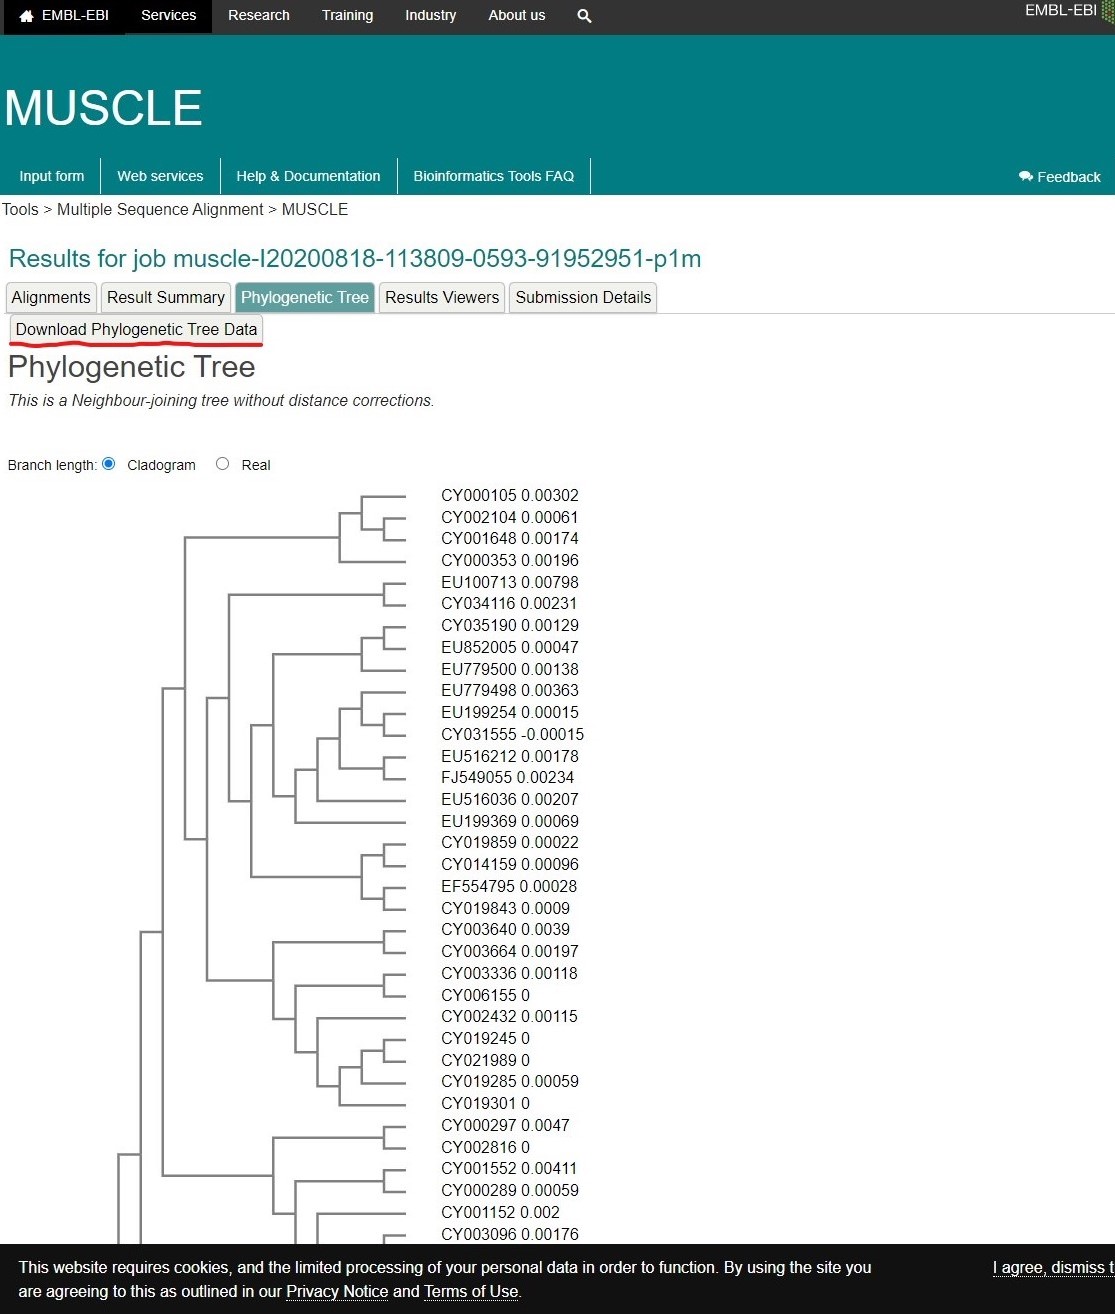 EMBL-EBI Services Research Training Industry About us EMBL-EBI
MUSCLE
Input form Web services Help & Documentation Bioinformatics Tools FAQ Feedback
Tools > Multiple Sequence Alignment > MUSCLE
Results for job muscle-I20200818-113809-0593-91952951-p1m
Alignments Result Summary Phylogenetic Tree Results Viewers Submission Details
Download Phylogenetic Tree Data
Phylogenetic Tree
This is a Neighbour-joining tree without distance corrections.
Branch length: Cladogram Real
CY000105 0.00302
CY002104 0.00061
CY001648 0.00174
CY000353 0.00196
EU100713 0.00798
CY034116 0.00231
CY035190 0.00129
EU852005 0.00047
EU779500 0.00138
EU779498 0.00363
EU199254 0.00015
CY031555 -0.00015
EU516212 0.00178
FJ549055 0.00234
EU516036 0.00207
EU199369 0.00069
CY019859 0.00022
CY014159 0.00096
EF554795 0.00028
CY019843 0.0009
CY003640 0.0039
CY003664 0.00197
CY003336 0.00118
CY006155 0
CY002432 0.00115
CY019245 0
CY021989 0
CY019285 0.00059
CY019301 0
CY000297 0.0047
CY002816 0
CY001552 0.00411
CY000289 0.00059
CY001152 0.002
CY003096 0.00176
This website requires cookies, and the limited processing of your personal data in order to function. By using the site you I agree, dismiss t
are agreeing to this as outlined in our Privacy Notice and Terms of Use.